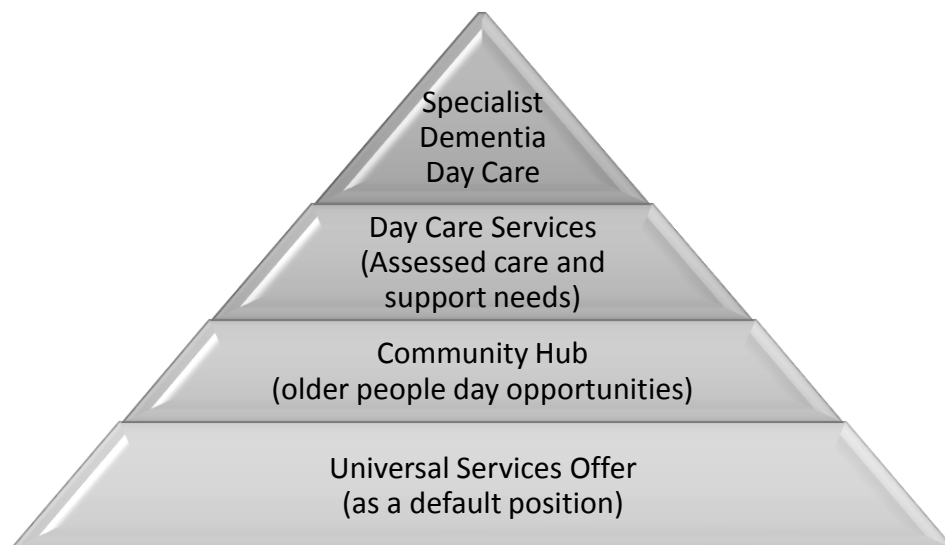 Specialist
Dementia
Day Care
Day Care Services
(Assessed care and
support needs)
Community Hub
(older people day opportunities)
Universal Services Offer
(as a default position)